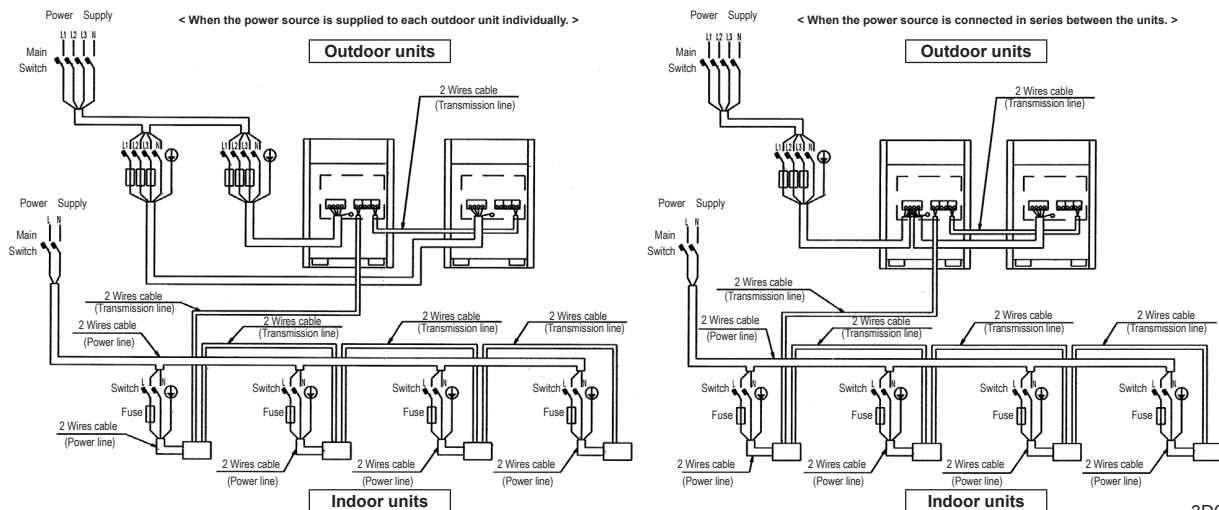 < When the power source is supplied to each outdoor unit individually. >
Power Supply
L1 L2 L3 N
Main
Switch
Outdoor units
2 Wires cable
(Transmission line)
L1 L2 L3 N
L1 L2 L3 N
Power Supply
L N
Main
Switch
2 Wires cable
(Transmission line)
2 Wires cable
(Power line)
2 Wires cable
(Transmission line)
2 Wires cable
(Transmission line)
2 Wires cable
(Transmission line)
Switch L N
Switch L N
Switch L N
Switch L N
Fuse
Fuse
Fuse
Fuse
2 Wires cable
(Power line)
2 Wires cable
(Power line)
2 Wires cable
(Power line)
2 Wires cable
(Power line)
Indoor units
< When the power source is connected in series between the units. >
Power Supply
L1 L2 L3 N
Main
Switch
Outdoor units
2 Wires cable
(Transmission line)
L1 L2 L3 N
Power Supply
L N
Main
Switch
2 Wires cable
(Transmission line)
2 Wires cable
(Power line)
2 Wires cable
(Transmission line)
2 Wires cable
(Transmission line)
2 Wires cable
(Transmission line)
Switch L N
Switch L N
Switch L N
Switch L N
Fuse
Fuse
Fuse
Fuse
2 Wires cable
(Power line)
2 Wires cable
(Power line)
2 Wires cable
(Power line)
2 Wires cable
(Power line)
Indoor units